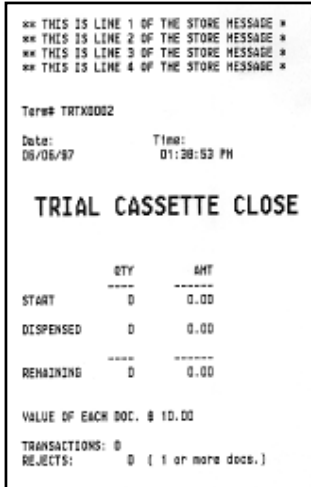 ** THIS IS LINE 1 OF THE STORE MESSAGE *
** THIS IS LINE 2 OF THE STORE MESSAGE *
** THIS IS LINE 3 OF THE STORE MESSAGE *
** THIS IS LINE 4 OF THE STORE MESSAGE *
Term# TRTX0002
Date: Time:
06/06/97 01:38:53 PM
TRIAL CASSETTE CLOSE
QTY AMT
---- ------
START 0 0.00
DISPENSED 0 0.00
---- ------
REMAINING 0 0.00
VALUE OF EACH DOC. $ 10.00
TRANSACTIONS: 0
REJECTS: 0 ( 1 or more docs.)